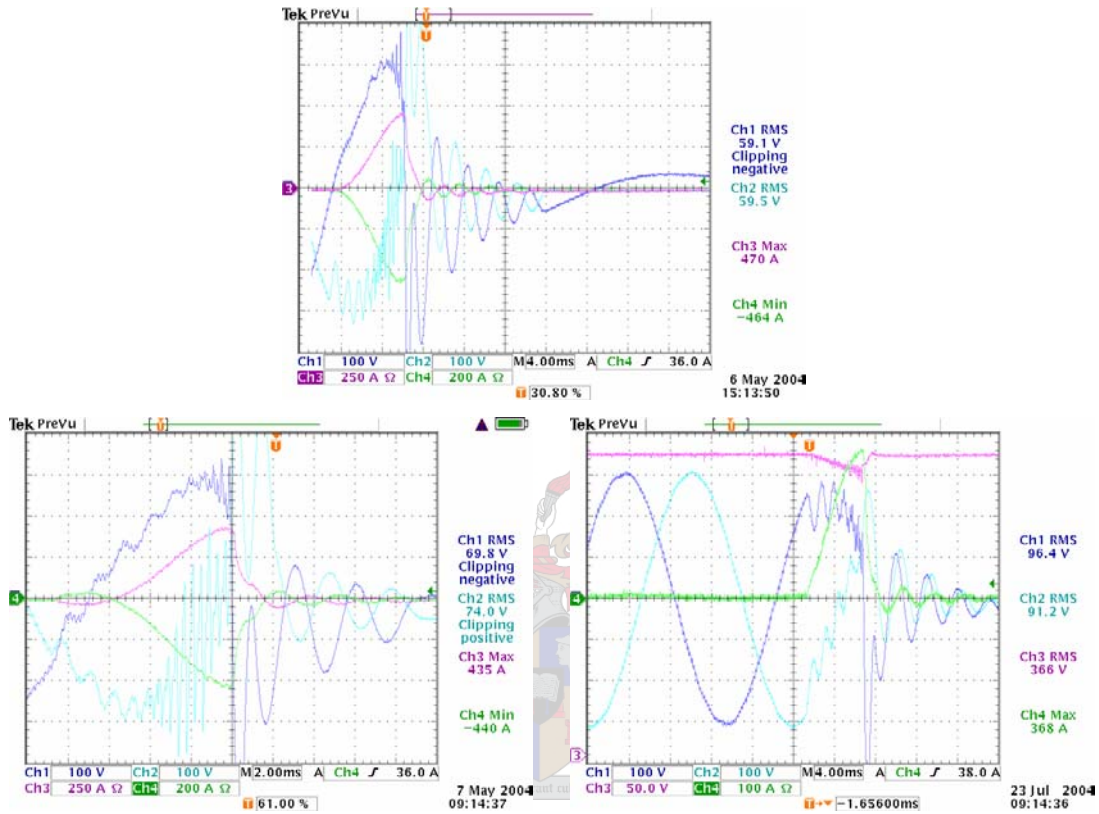 Tek PreVu
T
T
Ch1 RMS
59.1 V
Clipping
negative
Ch2 RMS
59.5 V
Ch3 Max
470 A
Ch4 Min
−464 A
3
Ch1 100 V Ch2 100 V M 4.00ms A Ch4 ƒ 36.0 A
Ch3 250 A Ω Ch4 200 A Ω
T 30.80 %
6 May 2004
15:13:50
Tek PreVu
T
T
Ch1 RMS
69.8 V
Clipping
negative
Ch2 RMS
74.0 V
Clipping
positive
Ch3 Max
435 A
Ch4 Min
−440 A
4
Ch1 100 V Ch2 100 V M 2.00ms A Ch4 ƒ 36.0 A
Ch3 250 A Ω Ch4 200 A Ω
T 61.00 %
7 May 2004
09:14:37
Tek PreVu
T
T
Ch1 RMS
96.4 V
Ch2 RMS
91.2 V
Ch3 RMS
366 V
Ch4 Max
368 A
4
3
Ch1 100 V Ch2 100 V M 4.00ms A Ch4 ƒ 38.0 A
Ch3 50.0 V Ch4 100 A Ω
T→▼ −1.65600ms
23 Jul 2004
09:14:36